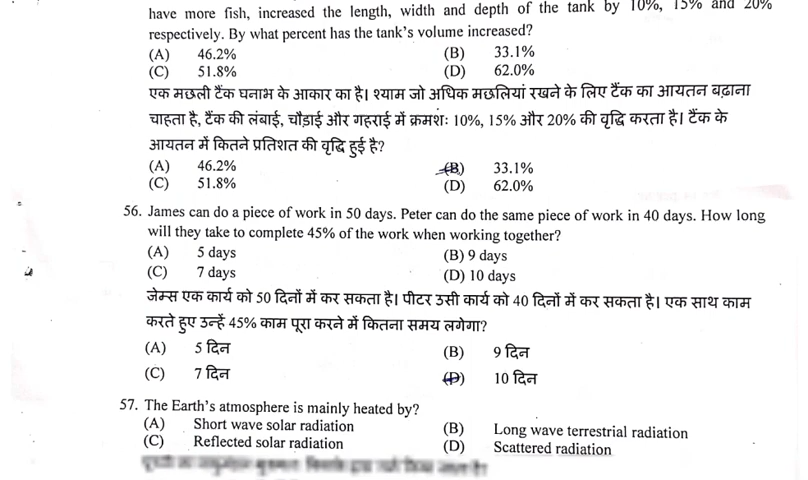 have more fish, increased the length, width and depth of the tank by 10%, 15% and 20%
respectively. By what percent has the tank's volume increased?
(A) 46.2% (B) 33.1%
(C) 51.8% (D) 62.0%
एक मछली टैंक घनाभ के आकार का है। श्याम जो अधिक मछलियां रखने के लिए टैंक का आयतन बढ़ाना
चाहता है, टैंक की लंबाई, चौड़ाई और गहराई में क्रमशः 10%, 15% और 20% की वृद्धि करता है। टैंक के
आयतन में कितने प्रतिशत की वृद्धि हुई है?
(A) 46.2% (B) 33.1%
(C) 51.8% (D) 62.0%
56. James can do a piece of work in 50 days. Peter can do the same piece of work in 40 days. How long
will they take to complete 45% of the work when working together?
(A) 5 days (B) 9 days
(C) 7 days (D) 10 days
जेम्स एक कार्य को 50 दिनों में कर सकता है। पीटर उसी कार्य को 40 दिनों में कर सकता है। एक साथ काम
करते हुए उन्हें 45% काम पूरा करने में कितना समय लगेगा?
(A) 5 दिन (B) 9 दिन
(C) 7 दिन (D) 10 दिन
57. The Earth's atmosphere is mainly heated by?
(A) Short wave solar radiation (B) Long wave terrestrial radiation
(C) Reflected solar radiation (D) Scattered radiation